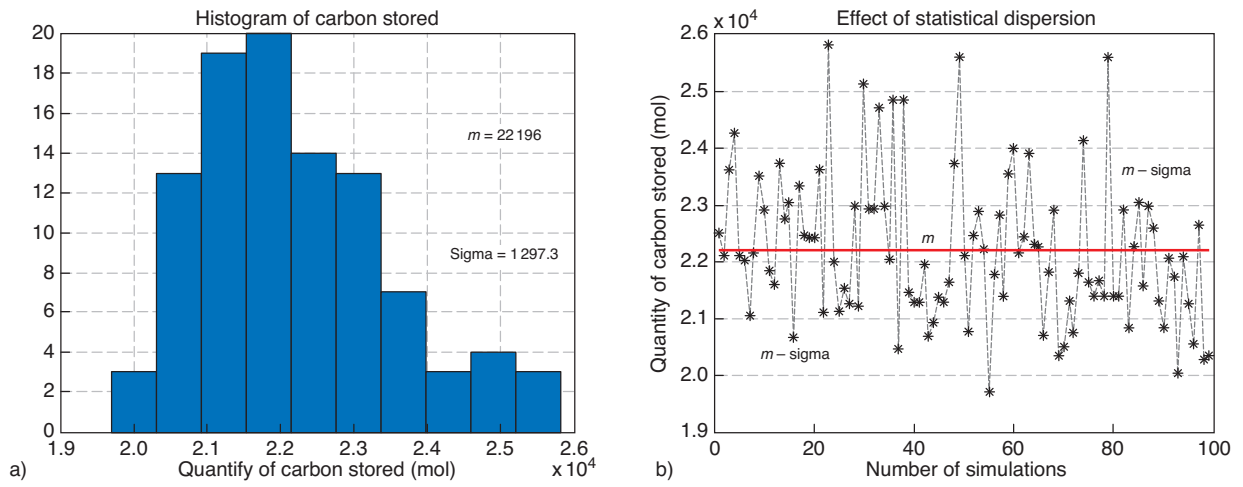 Histogram of carbon stored
20
18
16
14
12
10
8
6
4
2
0
m = 22 196
Sigma = 1 297.3
1.9 2.0 2.1 2.2 2.3 2.4 2.5 2.6
x 10^4
Quantify of carbon stored (mol)
a)
Effect of statistical dispersion
x 10^4
2.6
2.5
2.4
2.3
2.2
2.1
2.0
1.9
Quantity of carbon stored (mol)
m – sigma
m
m – sigma
0 20 40 60 80 100
Number of simulations
b)